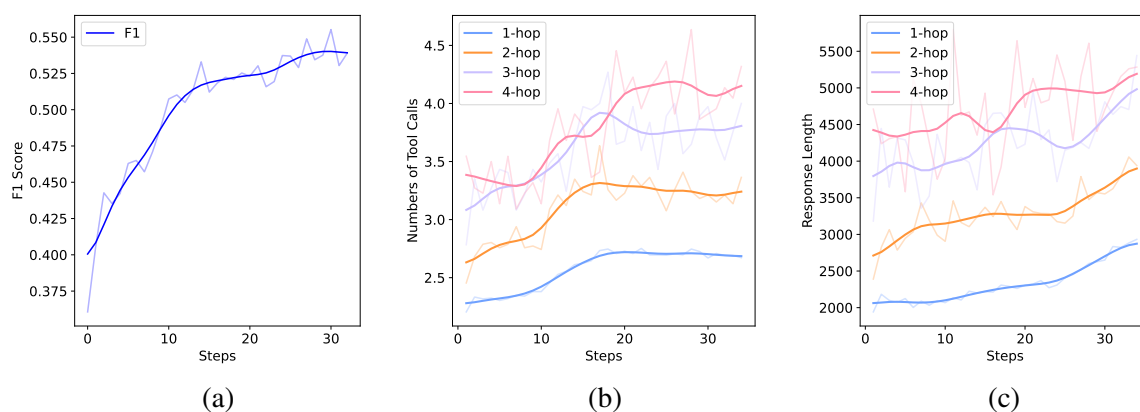 F1
0.550
0.525
0.500
0.475
0.450
0.425
0.400
0.375
F1 Score
0 10 20 30
Steps
(a)
1-hop
2-hop
3-hop
4-hop
4.5
4.0
3.5
3.0
2.5
Numbers of Tool Calls
0 10 20 30
Steps
(b)
1-hop
2-hop
3-hop
4-hop
5500
5000
4500
4000
3500
3000
2500
2000
Response Length
0 10 20 30
Steps
(c)